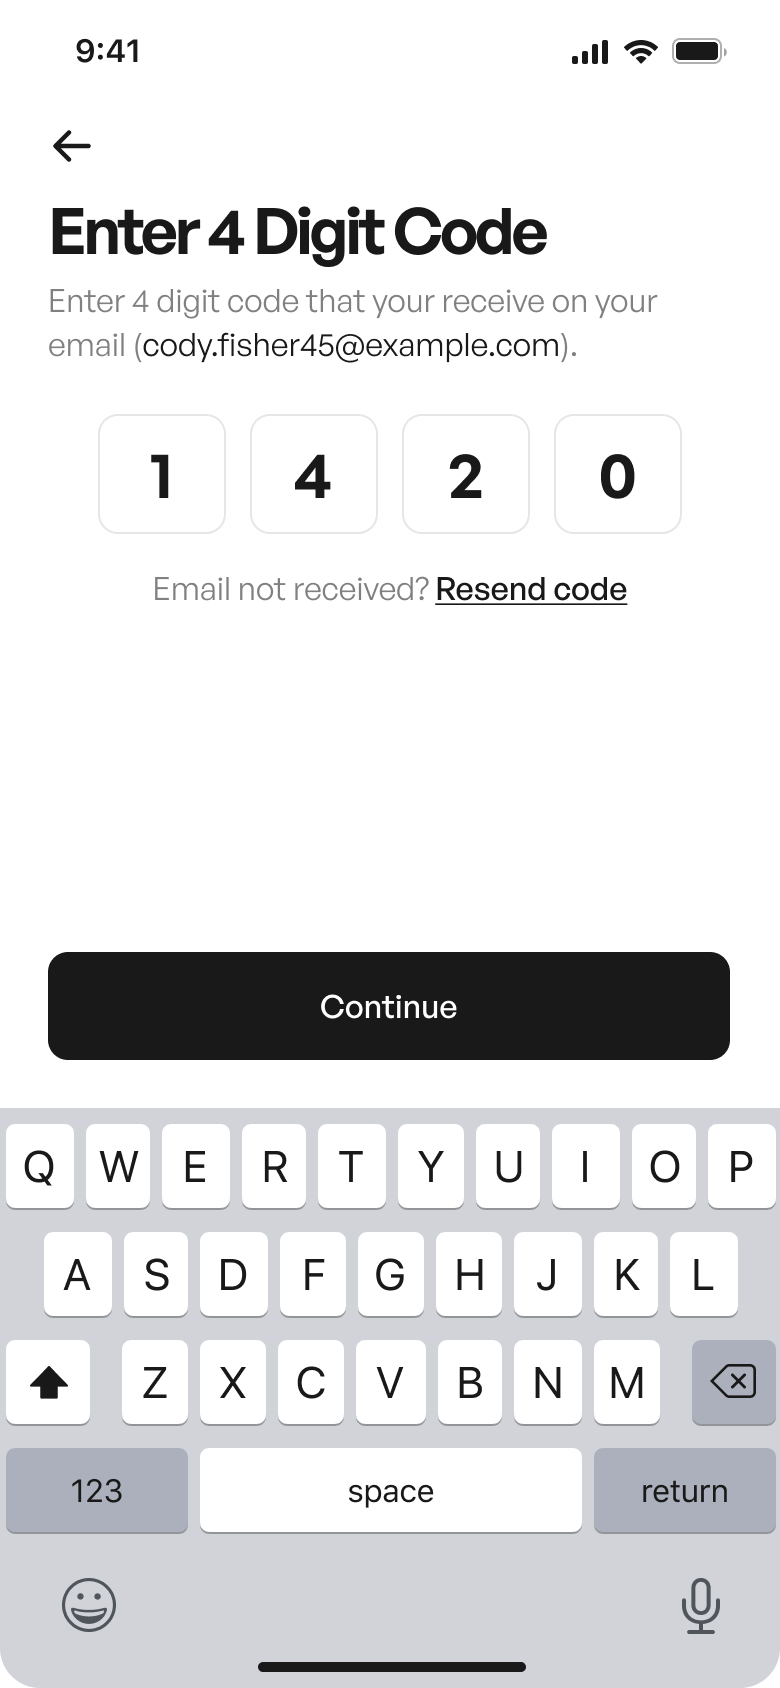 9:41
Enter 4 Digit Code
Enter 4 digit code that your receive on your
email (cody.fisher45@example.com).
1 4 2 0
Email not received? Resend code
Continue
Q W E R T Y U I O P
A S D F G H J K L
Z X C V B N M
123 space return